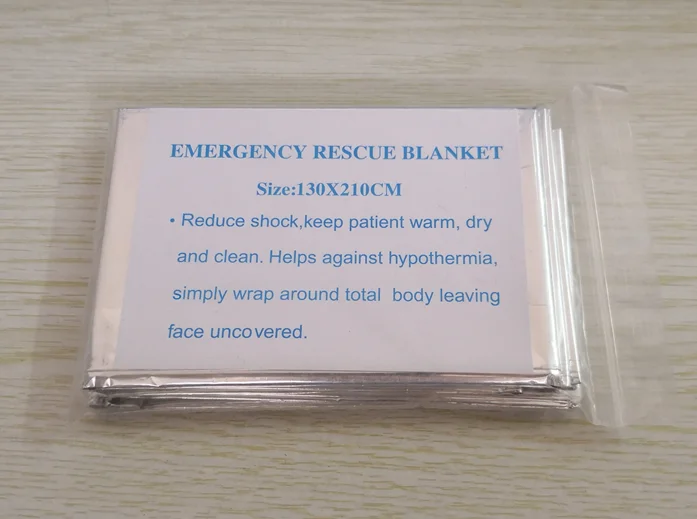 EMERGENCY RESCUE BLANKET
Size:130X210CM
• Reduce shock,keep patient warm, dry
and clean. Helps against hypothermia,
simply wrap around total body leaving
face uncovered.